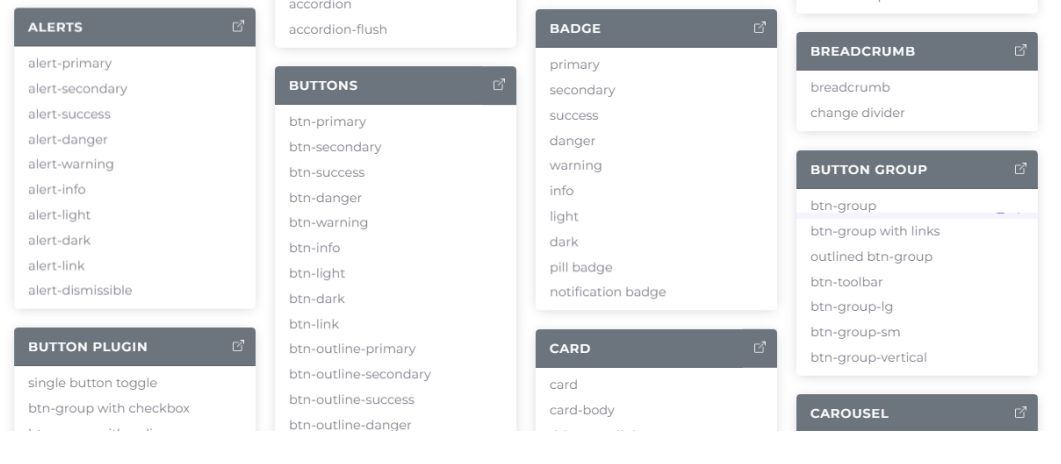 ALERTS
alert-primary
alert-secondary
alert-success
alert-danger
alert-warning
alert-info
alert-light
alert-dark
alert-link
alert-dismissible
BUTTON PLUGIN
single button toggle
btn-group with checkbox
accordion
accordion-flush
BUTTONS
btn-primary
btn-secondary
btn-success
btn-danger
btn-warning
btn-info
btn-light
btn-dark
btn-link
btn-outline-primary
btn-outline-secondary
btn-outline-success
btn-outline-danger
BADGE
primary
secondary
success
danger
warning
info
light
dark
pill badge
notification badge
CARD
card
card-body
BREADCRUMB
breadcrumb
change divider
BUTTON GROUP
btn-group
btn-group with links
outlined btn-group
btn-toolbar
btn-group-lg
btn-group-sm
btn-group-vertical
CAROUSEL